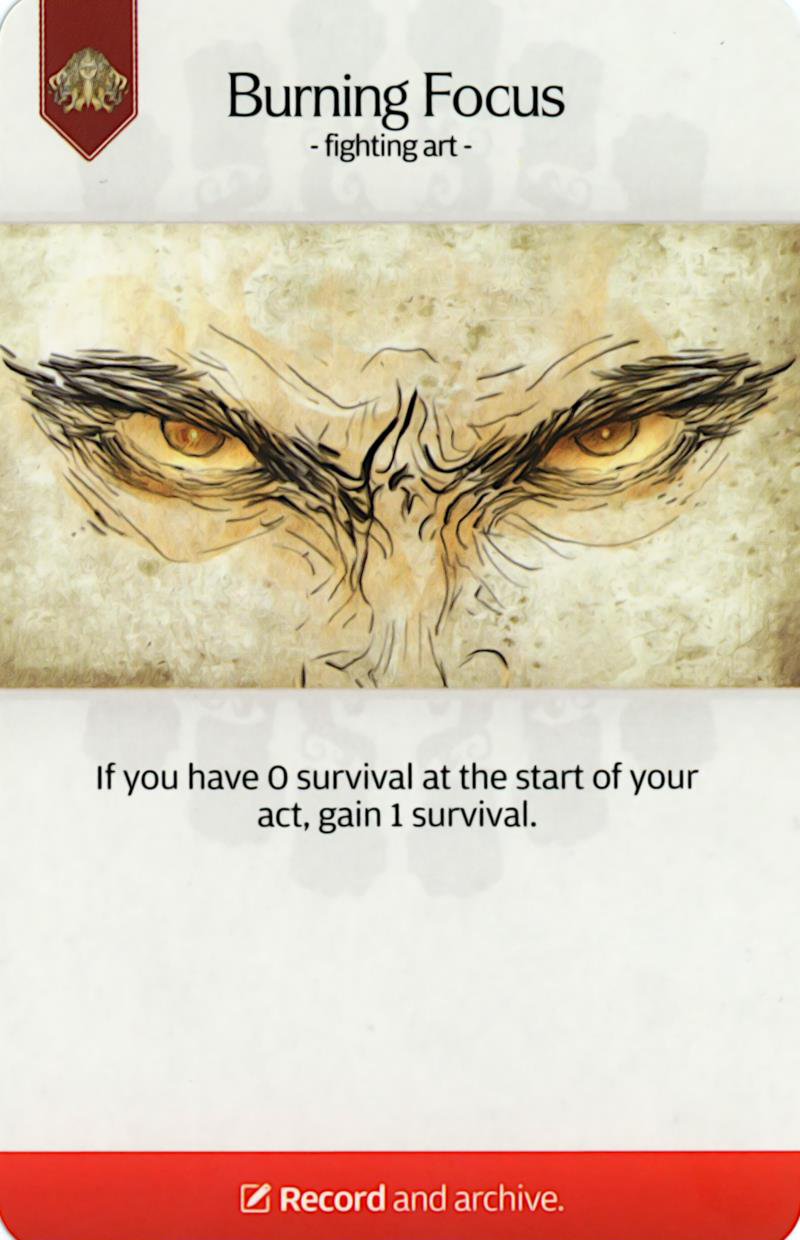 Burning Focus
- fighting art -
If you have 0 survival at the start of your
act, gain 1 survival.
Record and archive.